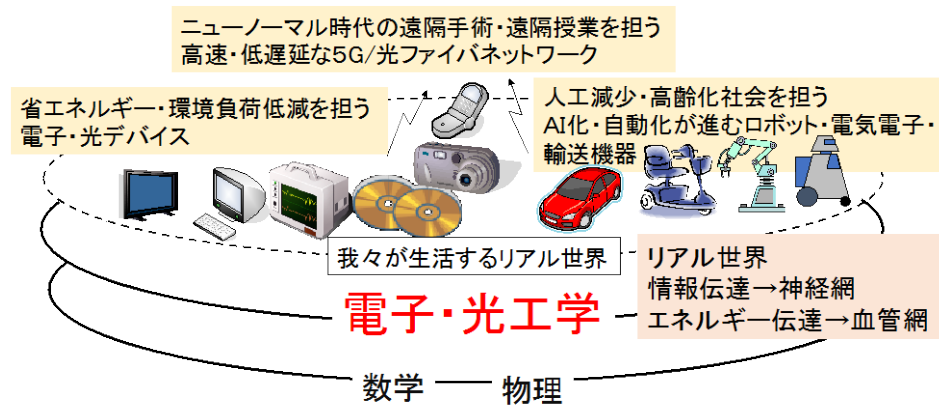 ニューノーマル時代の遠隔手術・遠隔授業を担う
高速・低遅延な5G/光ファイバネットワーク
省エネルギー・環境負荷低減を担う
電子・光デバイス
人工減少・高齢化社会を担う
AI化・自動化が進むロボット・電気電子・
輸送機器
我々が生活するリアル世界
リアル世界
情報伝達→神経網
エネルギー伝達→血管網
電子・光工学
数学
物理